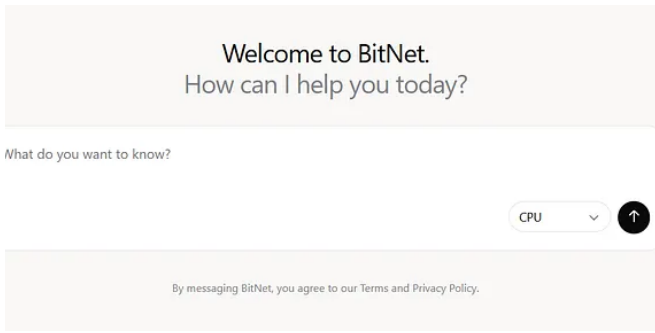 Welcome to BitNet.
How can I help you today?
What do you want to know?
CPU
By messaging BitNet, you agree to our Terms and Privacy Policy.